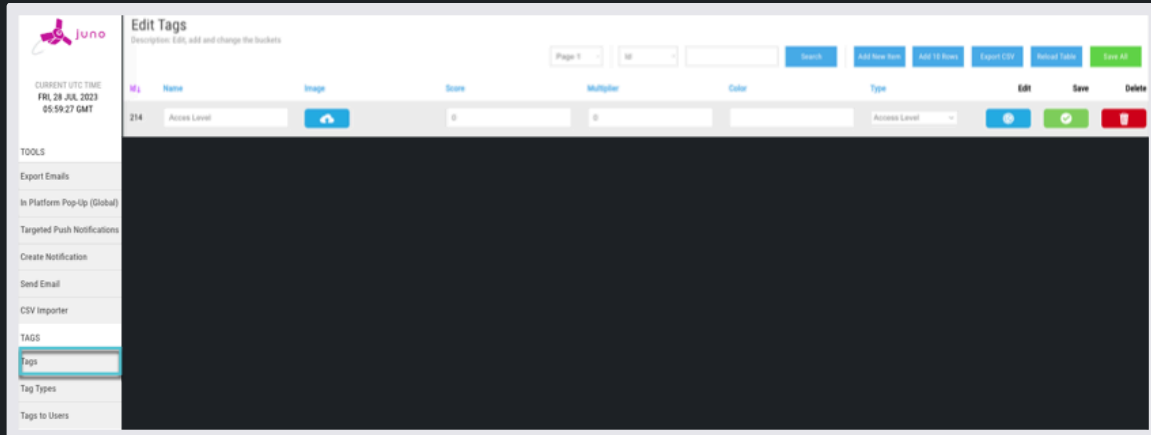 juno
CURRENT UTC TIME
FRI, 28 JUL 2023
05:59:27 GMT
TOOLS
Export Emails
In Platform Pop-Up (Global)
Targeted Push Notifications
Create Notification
Send Email
CSV Importer
TAGS
Tags
Tag Types
Tags to Users
Edit Tags
Description: Edit, add and change the buckets
Page 1 Id Search Add New Item Add 10 Rows Export CSV Reload Table Save All
Id↓ Name Image Score Multiplier Color Type Edit Save Delete
214 Acces Level 0 0 Access Level